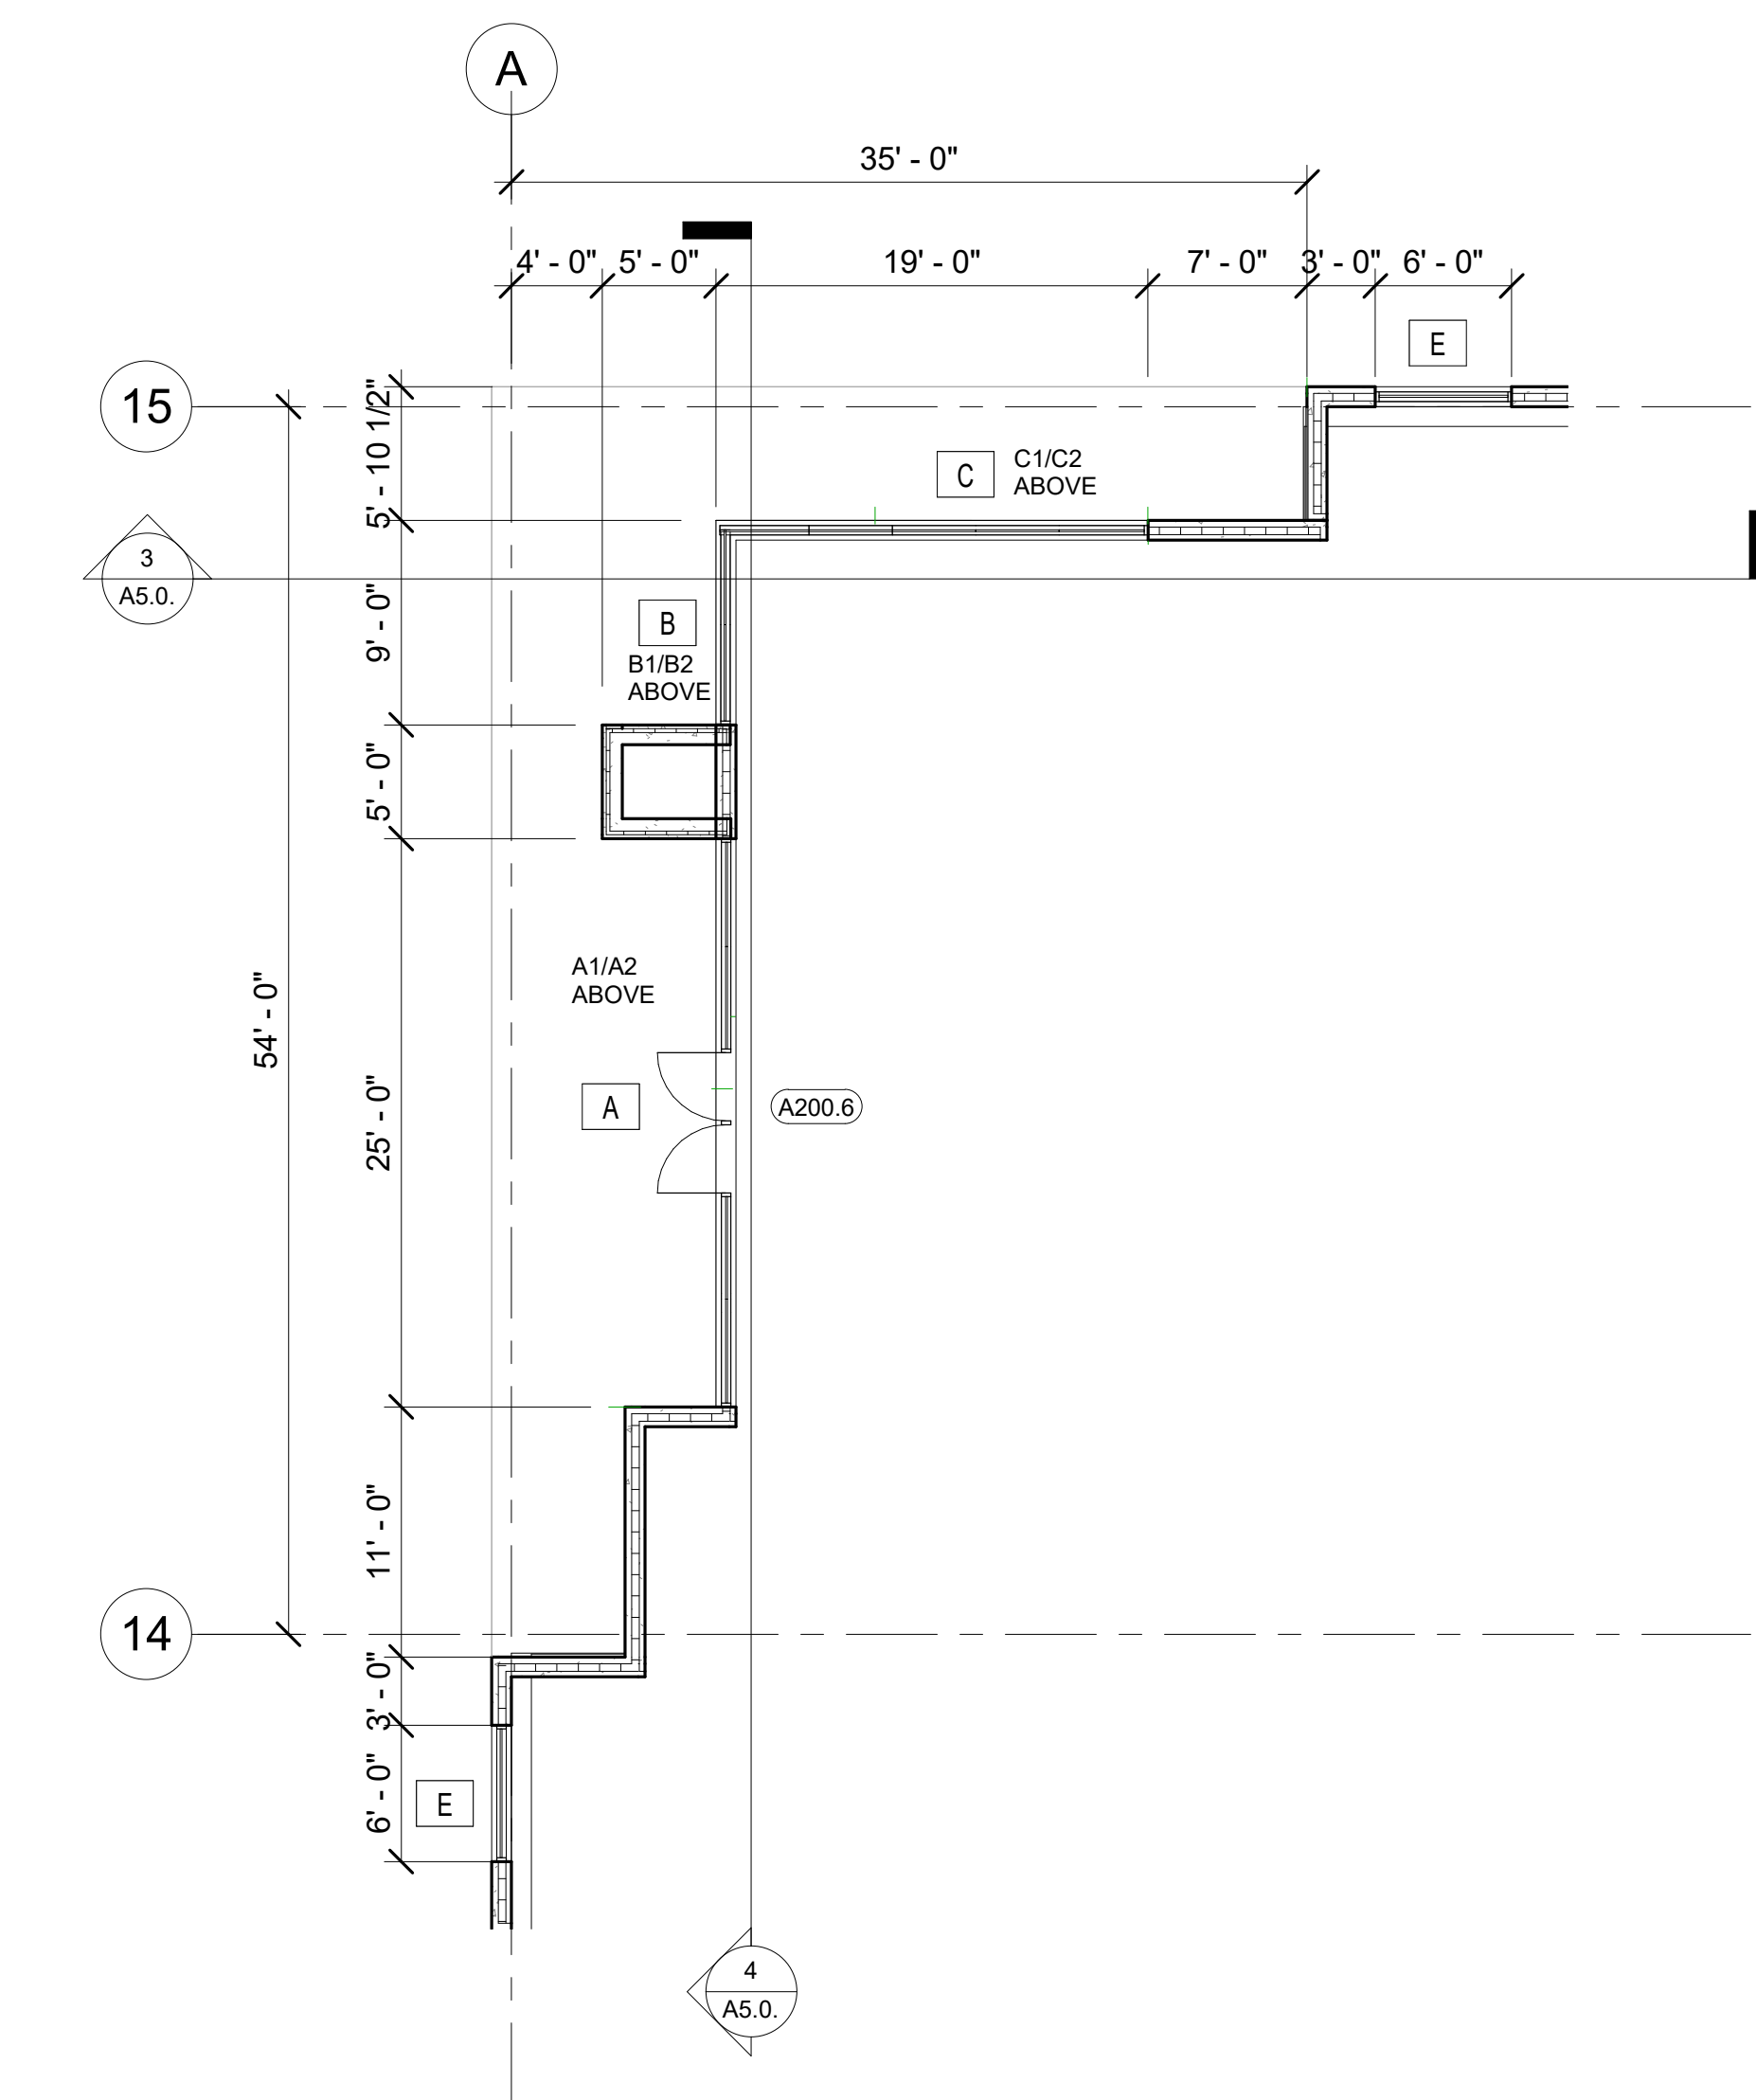 A
35' - 0"
4' - 0"
5' - 0"
19' - 0"
7' - 0"
3' - 0"
6' - 0"
E
15
5' - 10 1/2"
C
C1/C2
ABOVE
3
A5.0.
9' - 0"
B
B1/B2
ABOVE
5' - 0"
A1/A2
ABOVE
54' - 0"
25' - 0"
A
A200.6
11' - 0"
14
3' - 0"
6' - 0"
E
4
A5.0.